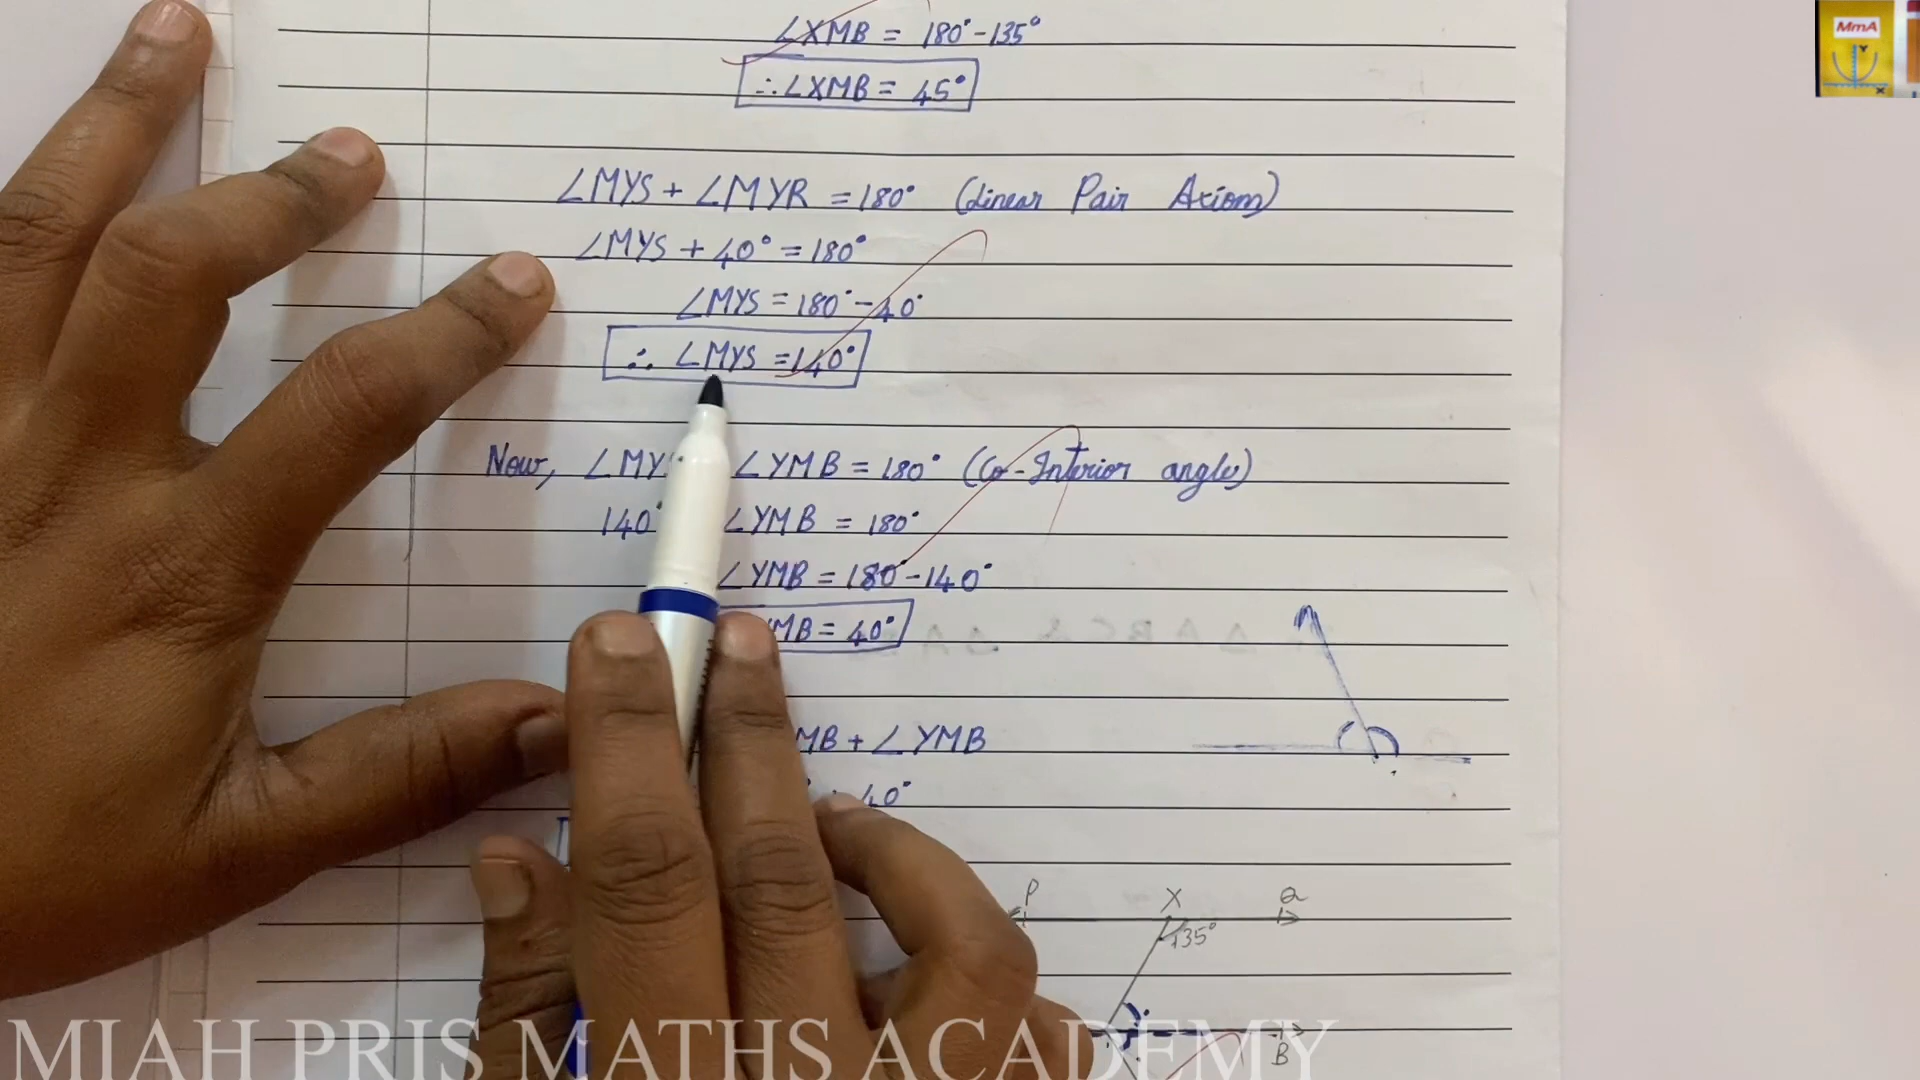 ∠XMB = 180° - 135°
∴ ∠XMB = 45°
∠MYS + ∠MYR = 180° (Linear Pair Axiom)
∠MYS + 40° = 180°
∠MYS = 180° - 40°
∴ ∠MYS = 140°
Now, ∠MY ∠YMB = 180° (Co-Interior angle)
140° ∠YMB = 180°
∠YMB = 180° - 140°
MB = 40°
MB + ∠YMB
40°
P X Q
135°
B
MmA
Y
X
MIAH PRIS MATHS ACADEMY